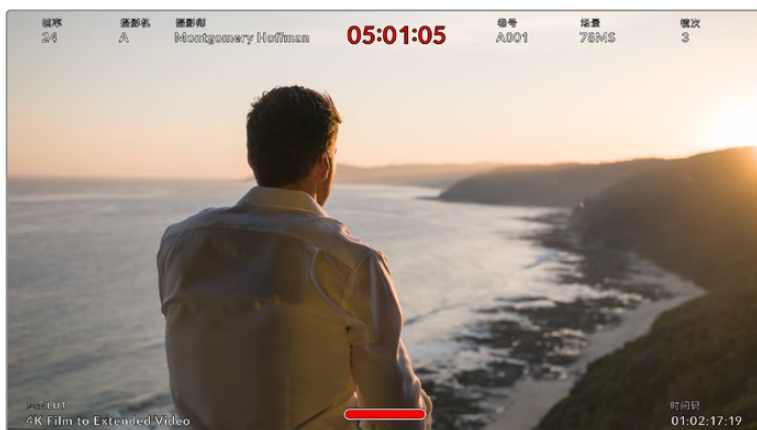 帧率 摄影机 摄影师 卷号 场景 镜次
24 A Montgomery Hoffman 05:01:05 A001 78MS 3
LUT 时间码
4K Film to Extended Video 01:02:17:19